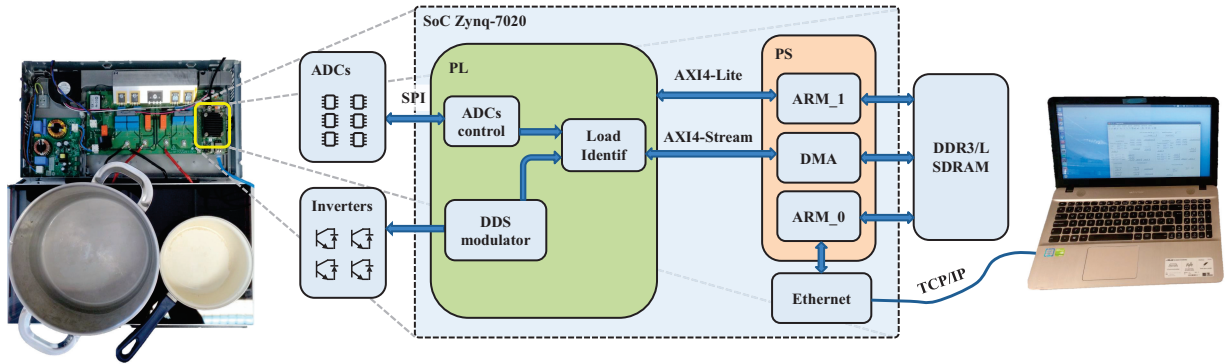 SoC Zynq-7020
ADCs
SPI
PL
ADCs
control
Load
Identif
DDS
modulator
Inverters
AXI4-Lite
AXI4-Stream
PS
ARM_1
DMA
ARM_0
Ethernet
DDR3/L
SDRAM
TCP/IP